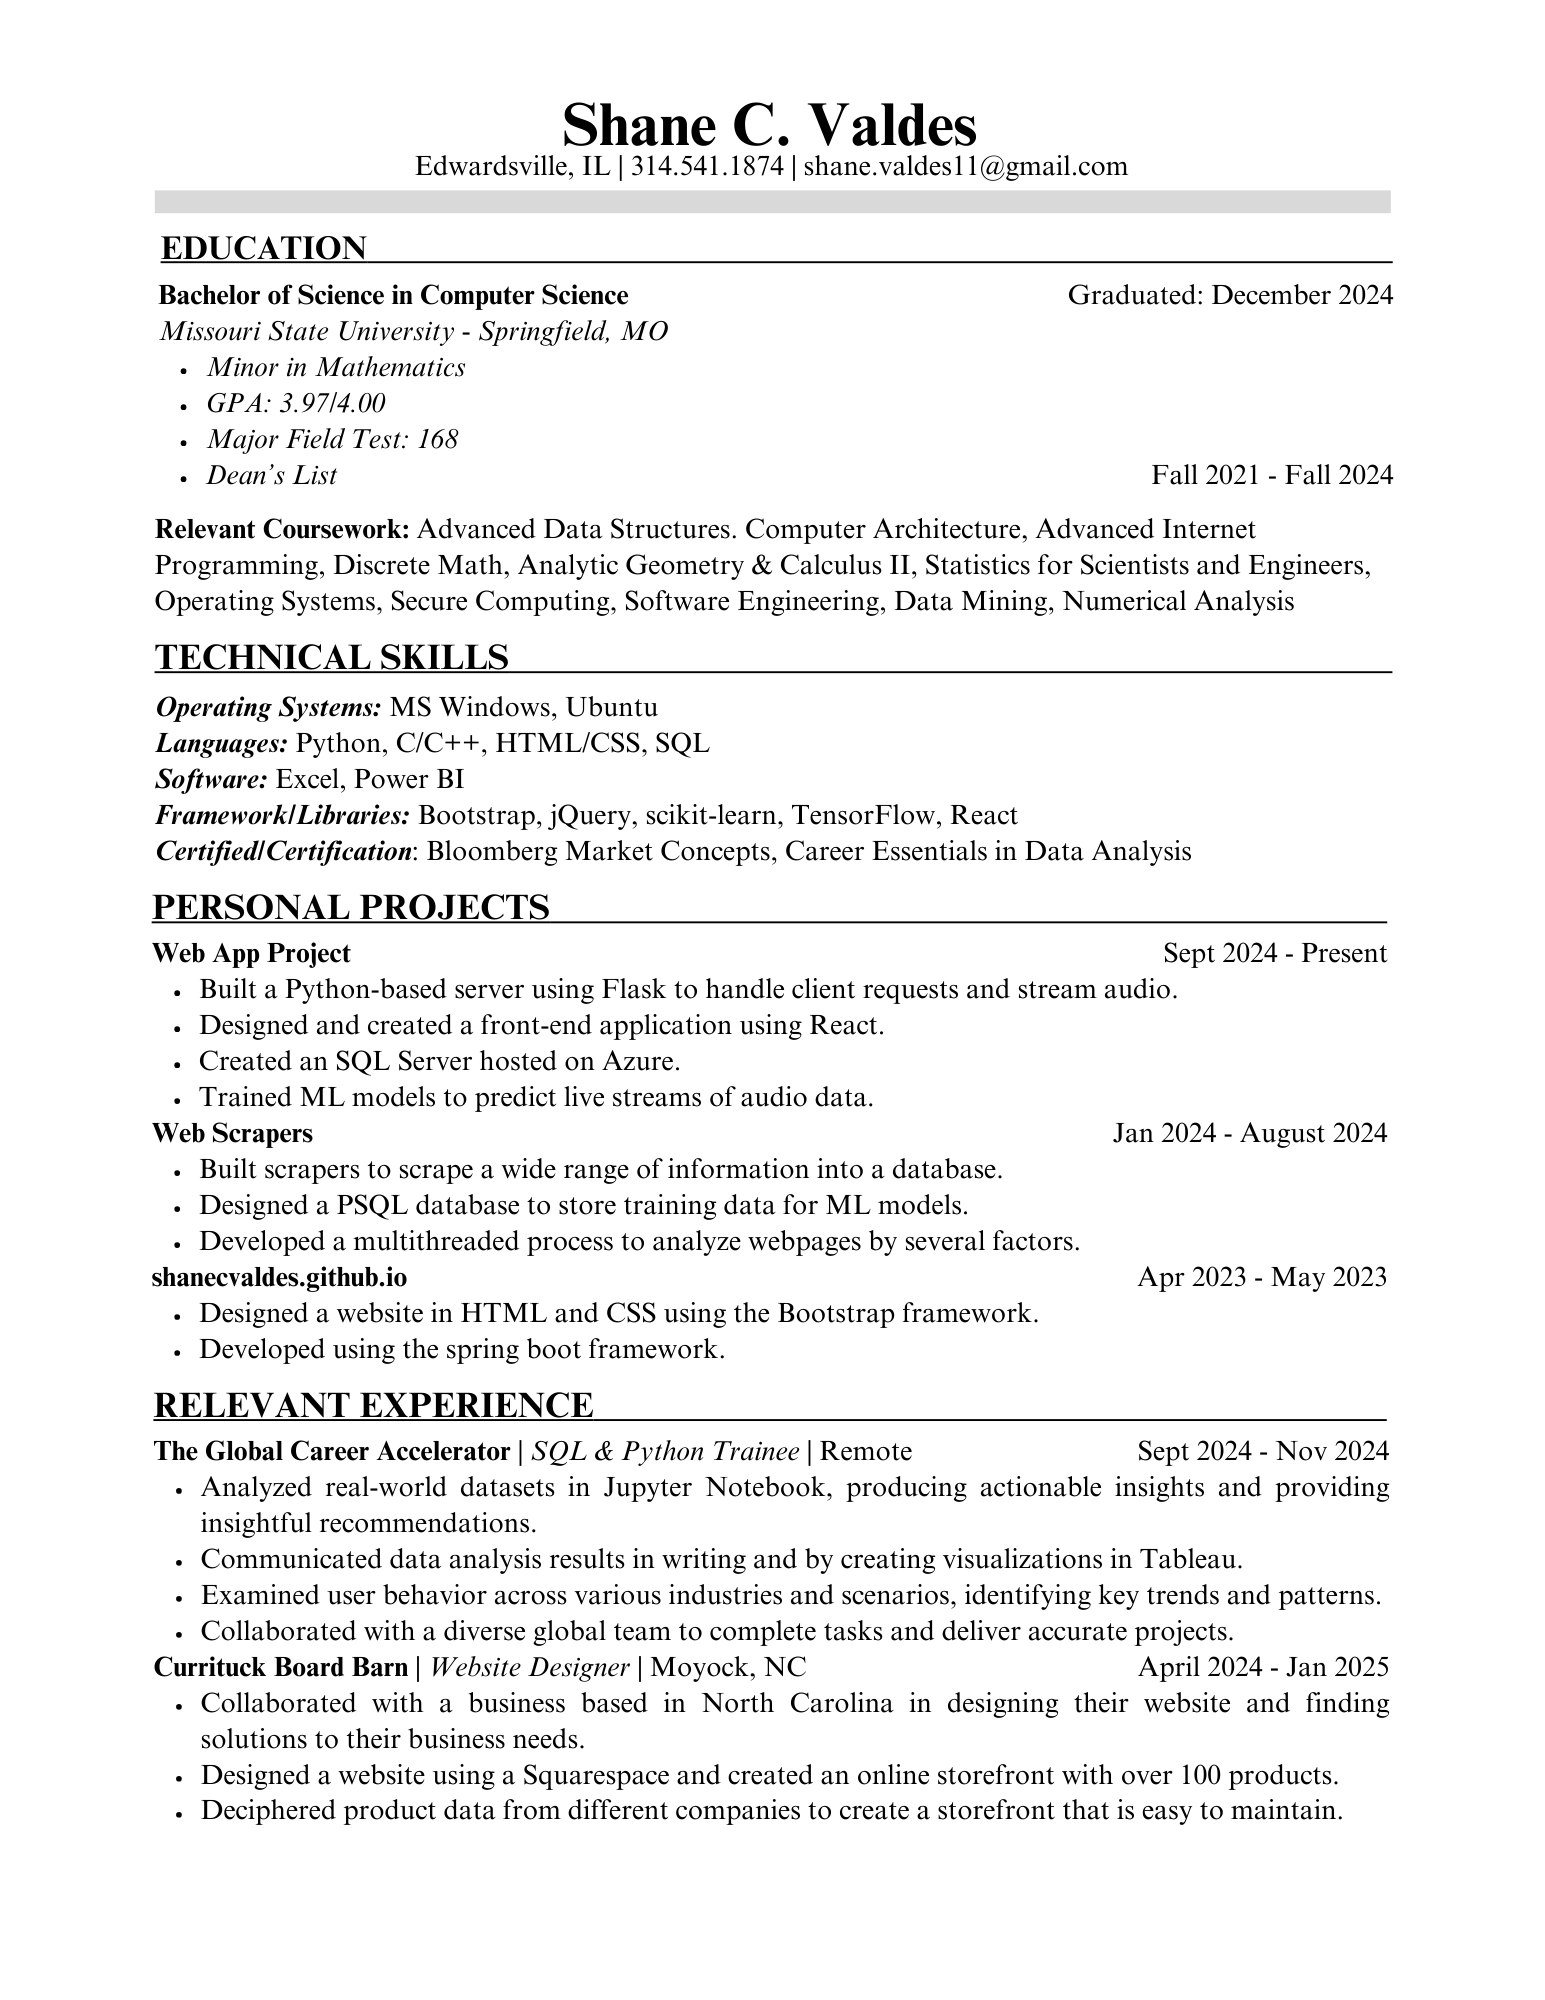 Shane C. Valdes
Edwardsville, IL | 314.541.1874 | shane.valdes11@gmail.com
EDUCATION
Bachelor of Science in Computer Science Graduated: December 2024
Missouri State University - Springfield, MO
• Minor in Mathematics
• GPA: 3.97/4.00
• Major Field Test: 168
• Dean’s List Fall 2021 - Fall 2024
Relevant Coursework: Advanced Data Structures. Computer Architecture, Advanced Internet
Programming, Discrete Math, Analytic Geometry & Calculus II, Statistics for Scientists and Engineers,
Operating Systems, Secure Computing, Software Engineering, Data Mining, Numerical Analysis
TECHNICAL SKILLS
Operating Systems: MS Windows, Ubuntu
Languages: Python, C/C++, HTML/CSS, SQL
Software: Excel, Power BI
Framework/Libraries: Bootstrap, jQuery, scikit-learn, TensorFlow, React
Certified/Certification: Bloomberg Market Concepts, Career Essentials in Data Analysis
PERSONAL PROJECTS
Web App Project Sept 2024 - Present
• Built a Python-based server using Flask to handle client requests and stream audio.
• Designed and created a front-end application using React.
• Created an SQL Server hosted on Azure.
• Trained ML models to predict live streams of audio data.
Web Scrapers Jan 2024 - August 2024
• Built scrapers to scrape a wide range of information into a database.
• Designed a PSQL database to store training data for ML models.
• Developed a multithreaded process to analyze webpages by several factors.
shanecvaldes.github.io Apr 2023 - May 2023
• Designed a website in HTML and CSS using the Bootstrap framework.
• Developed using the spring boot framework.
RELEVANT EXPERIENCE
The Global Career Accelerator | SQL & Python Trainee | Remote Sept 2024 - Nov 2024
• Analyzed real-world datasets in Jupyter Notebook, producing actionable insights and providing
insightful recommendations.
• Communicated data analysis results in writing and by creating visualizations in Tableau.
• Examined user behavior across various industries and scenarios, identifying key trends and patterns.
• Collaborated with a diverse global team to complete tasks and deliver accurate projects.
Currituck Board Barn | Website Designer | Moyock, NC April 2024 - Jan 2025
• Collaborated with a business based in North Carolina in designing their website and finding
solutions to their business needs.
• Designed a website using a Squarespace and created an online storefront with over 100 products.
• Deciphered product data from different companies to create a storefront that is easy to maintain.